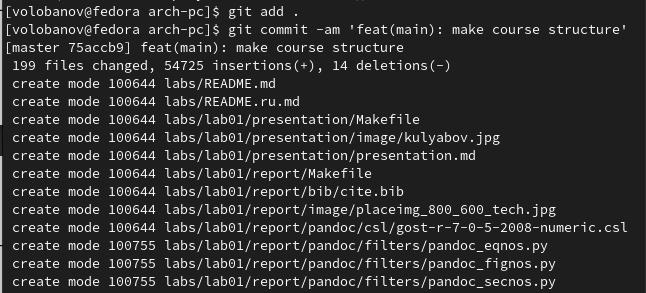 [volobanov@fedora arch-pc]$ git add .
[volobanov@fedora arch-pc]$ git commit -am 'feat(main): make course structure'
[master 75accb9] feat(main): make course structure
 199 files changed, 54725 insertions(+), 14 deletions(-)
 create mode 100644 labs/README.md
 create mode 100644 labs/README.ru.md
 create mode 100644 labs/lab01/presentation/Makefile
 create mode 100644 labs/lab01/presentation/image/kulyabov.jpg
 create mode 100644 labs/lab01/presentation/presentation.md
 create mode 100644 labs/lab01/report/Makefile
 create mode 100644 labs/lab01/report/bib/cite.bib
 create mode 100644 labs/lab01/report/image/placeimg_800_600_tech.jpg
 create mode 100644 labs/lab01/report/pandoc/csl/gost-r-7-0-5-2008-numeric.csl
 create mode 100755 labs/lab01/report/pandoc/filters/pandoc_eqnos.py
 create mode 100755 labs/lab01/report/pandoc/filters/pandoc_fignos.py
 create mode 100755 labs/lab01/report/pandoc/filters/pandoc_secnos.py